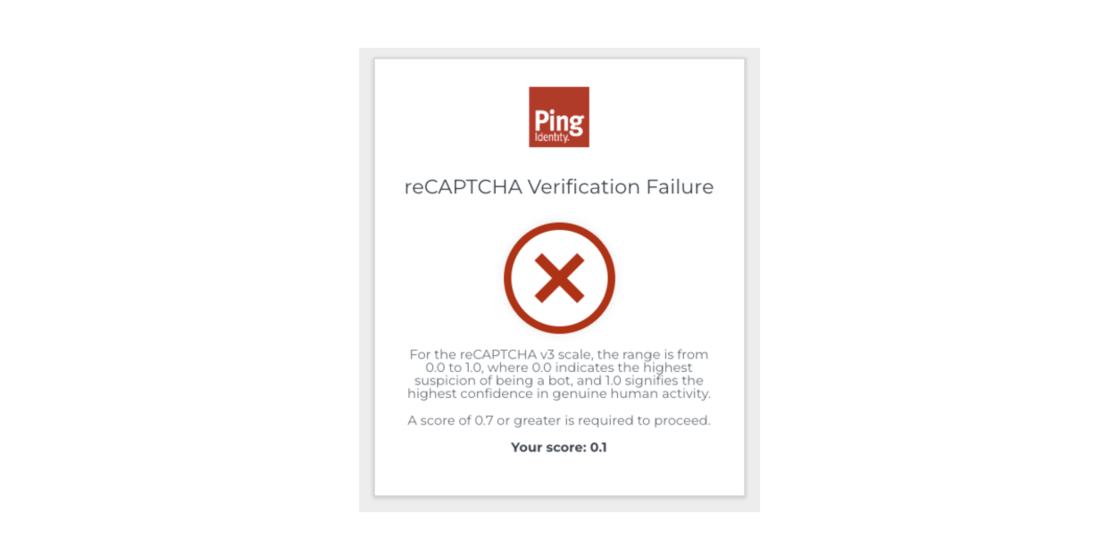 Ping
Identity.
reCAPTCHA Verification Failure
For the reCAPTCHA v3 scale, the range is from
0.0 to 1.0, where 0.0 indicates the highest
suspicion of being a bot, and 1.0 signifies the
highest confidence in genuine human activity.
A score of 0.7 or greater is required to proceed.
Your score: 0.1